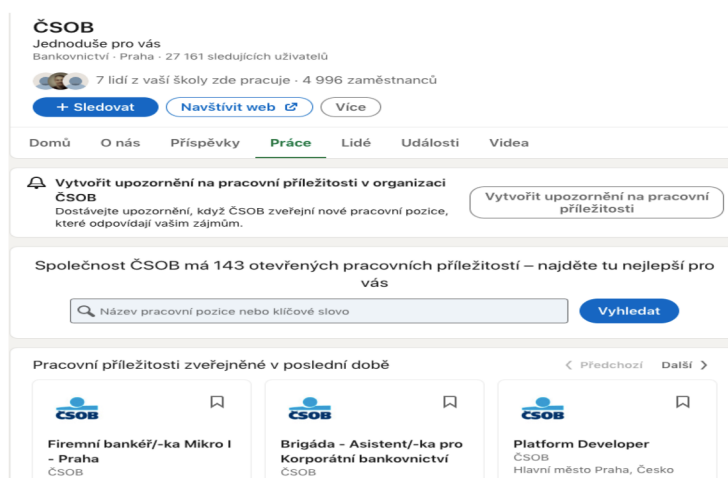 ČSOB
Jednoduše pro vás
Bankovnictví · Praha · 27 161 sledujících uživatelů
7 lidí z vaší školy zde pracuje · 4 996 zaměstnanců
+ Sledovat
Navštívit web
Více
Domů O nás Příspěvky Práce Lidé Události Videa
Vytvořit upozornění na pracovní příležitosti v organizaci
ČSOB
Dostávejte upozornění, když ČSOB zveřejní nové pracovní pozice,
které odpovídají vašim zájmům.
Vytvořit upozornění na pracovní
příležitosti
Společnost ČSOB má 143 otevřených pracovních příležitostí – najděte tu nejlepší pro
vás
Název pracovní pozice nebo klíčové slovo
Vyhledat
Pracovní příležitosti zveřejněné v poslední době
Předchozí Další
ČSOB
Firemní bankéř/-ka Mikro I
- Praha
ČSOB
ČSOB
Brigáda - Asistent/-ka pro
Korporátní bankovnictví
ČSOB
ČSOB
Platform Developer
ČSOB
Hlavní město Praha, Česko